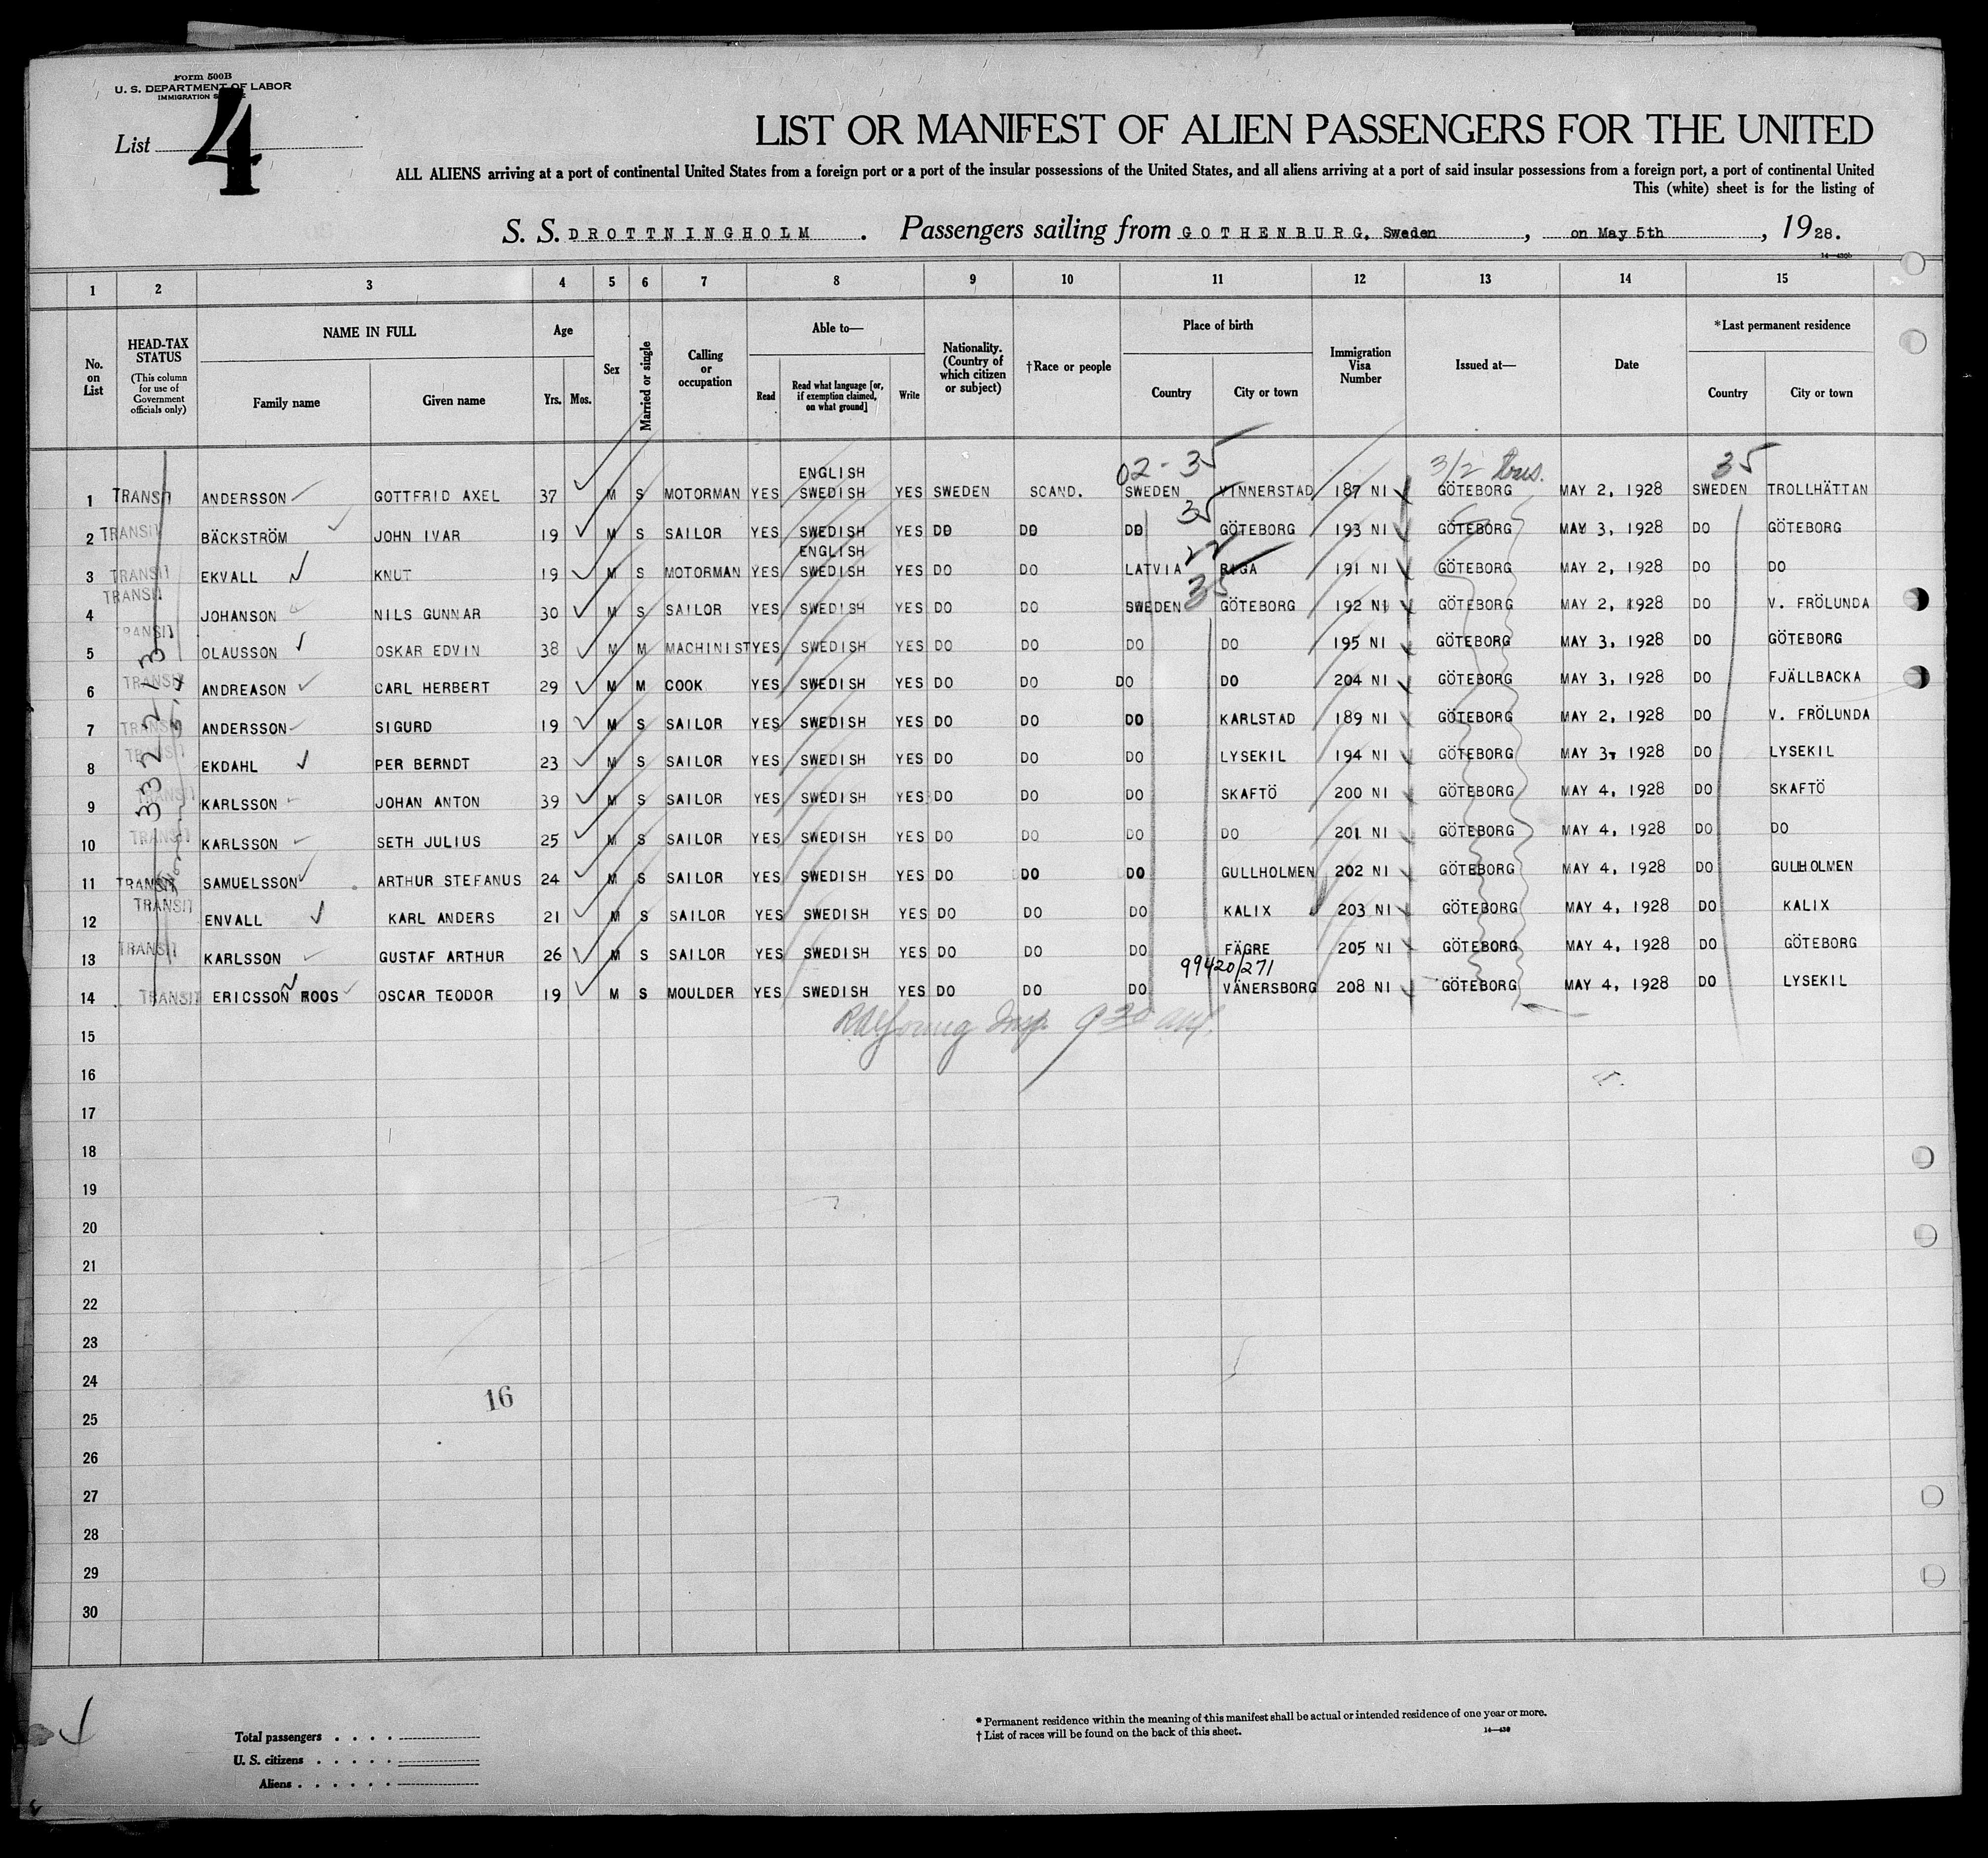 Form 500B
U. S. DEPARTMENT OF LABOR
IMMIGRATION
List 4
LIST OR MANIFEST OF ALIEN PASSENGERS FOR THE UNITED
ALL ALIENS arriving at a port of continental United States from a foreign port or a port of the insular possessions of the United States, and all aliens arriving at a port of said insular possessions from a foreign port, a port of continental United
This (white) sheet is for the listing of
S. S. DROTTNINGHOLM . Passengers sailing from GOTHENBURG, Sweden , on May 5th , 1928.
14—430b
1 2 3 4 5 6 7 8 9 10 11 12 13 14 15
No. on List
HEAD-TAX STATUS
(This column for use of Government officials only)
NAME IN FULL
Family name
Given name
Age
Yrs. Mos.
Sex
Married or single
Calling or occupation
Able to—
Read
Read what language [or, if exemption claimed, on what ground]
Write
Nationality. (Country of which citizen or subject)
†Race or people
Place of birth
Country
City or town
Immigration Visa Number
Issued at—
Date
*Last permanent residence
Country
City or town
02-35 3/2 35
ENGLISH
1 TRANSIT ANDERSSON GOTTFRID AXEL 37 M S MOTORMAN YES SWEDISH YES SWEDEN SCAND. SWEDEN VINNERSTAD 187 NI GÖTEBORG MAY 2, 1928 SWEDEN TROLLHÄTTAN
35
2 TRANSIT BÄCKSTRÖM JOHN IVAR 19 M S SAILOR YES SWEDISH YES DO DO DO GÖTEBORG 193 NI GÖTEBORG MAY 3, 1928 DO GÖTEBORG
ENGLISH 22
3 TRANSIT EKVALL KNUT 19 M S MOTORMAN YES SWEDISH YES DO DO LATVIA RIGA 191 NI GÖTEBORG MAY 2, 1928 DO DO
35
4 TRANSIT JOHANSON NILS GUNNAR 30 M S SAILOR YES SWEDISH YES DO DO SWEDEN GÖTEBORG 192 NI GÖTEBORG MAY 2, 1928 DO V. FRÖLUNDA
5 TRANSIT OLAUSSON OSKAR EDVIN 38 M M MACHINIST YES SWEDISH YES DO DO DO DO 195 NI GÖTEBORG MAY 3, 1928 DO GÖTEBORG
6 TRANSIT ANDREASON CARL HERBERT 29 M M COOK YES SWEDISH YES DO DO DO DO 204 NI GÖTEBORG MAY 3, 1928 DO FJÄLLBACKA
7 TRANSIT ANDERSSON SIGURD 19 M S SAILOR YES SWEDISH YES DO DO DO KARLSTAD 189 NI GÖTEBORG MAY 2, 1928 DO V. FRÖLUNDA
8 TRANSIT EKDAHL PER BERNDT 23 M S SAILOR YES SWEDISH YES DO DO DO LYSEKIL 194 NI GÖTEBORG MAY 3, 1928 DO LYSEKIL
9 TRANSIT KARLSSON JOHAN ANTON 39 M S SAILOR YES SWEDISH YES DO DO DO SKAFTÖ 200 NI GÖTEBORG MAY 4, 1928 DO SKAFTÖ
10 TRANSIT KARLSSON SETH JULIUS 25 M S SAILOR YES SWEDISH YES DO DO DO DO 201 NI GÖTEBORG MAY 4, 1928 DO DO
11 TRANSIT SAMUELSSON ARTHUR STEFANUS 24 M S SAILOR YES SWEDISH YES DO DO DO GULLHOLMEN 202 NI GÖTEBORG MAY 4, 1928 DO GULLHOLMEN
12 TRANSIT ENVALL KARL ANDERS 21 M S SAILOR YES SWEDISH YES DO DO DO KALIX 203 NI GÖTEBORG MAY 4, 1928 DO KALIX
13 TRANSIT KARLSSON GUSTAF ARTHUR 26 M S SAILOR YES SWEDISH YES DO DO DO FÄGRE 205 NI GÖTEBORG MAY 4, 1928 DO GÖTEBORG
99420/271
14 TRANSIT ERICSSON ROOS OSCAR TEODOR 19 M S MOULDER YES SWEDISH YES DO DO DO VÄNERSBORG 208 NI GÖTEBORG MAY 4, 1928 DO LYSEKIL
15
16
17
18
19
20
21
22
23
24
16
25
26
27
28
29
30
* Permanent residence within the meaning of this manifest shall be actual or intended residence of one year or more.
† List of races will be found on the back of this sheet.
14—430
Total passengers
U. S. citizens
Aliens